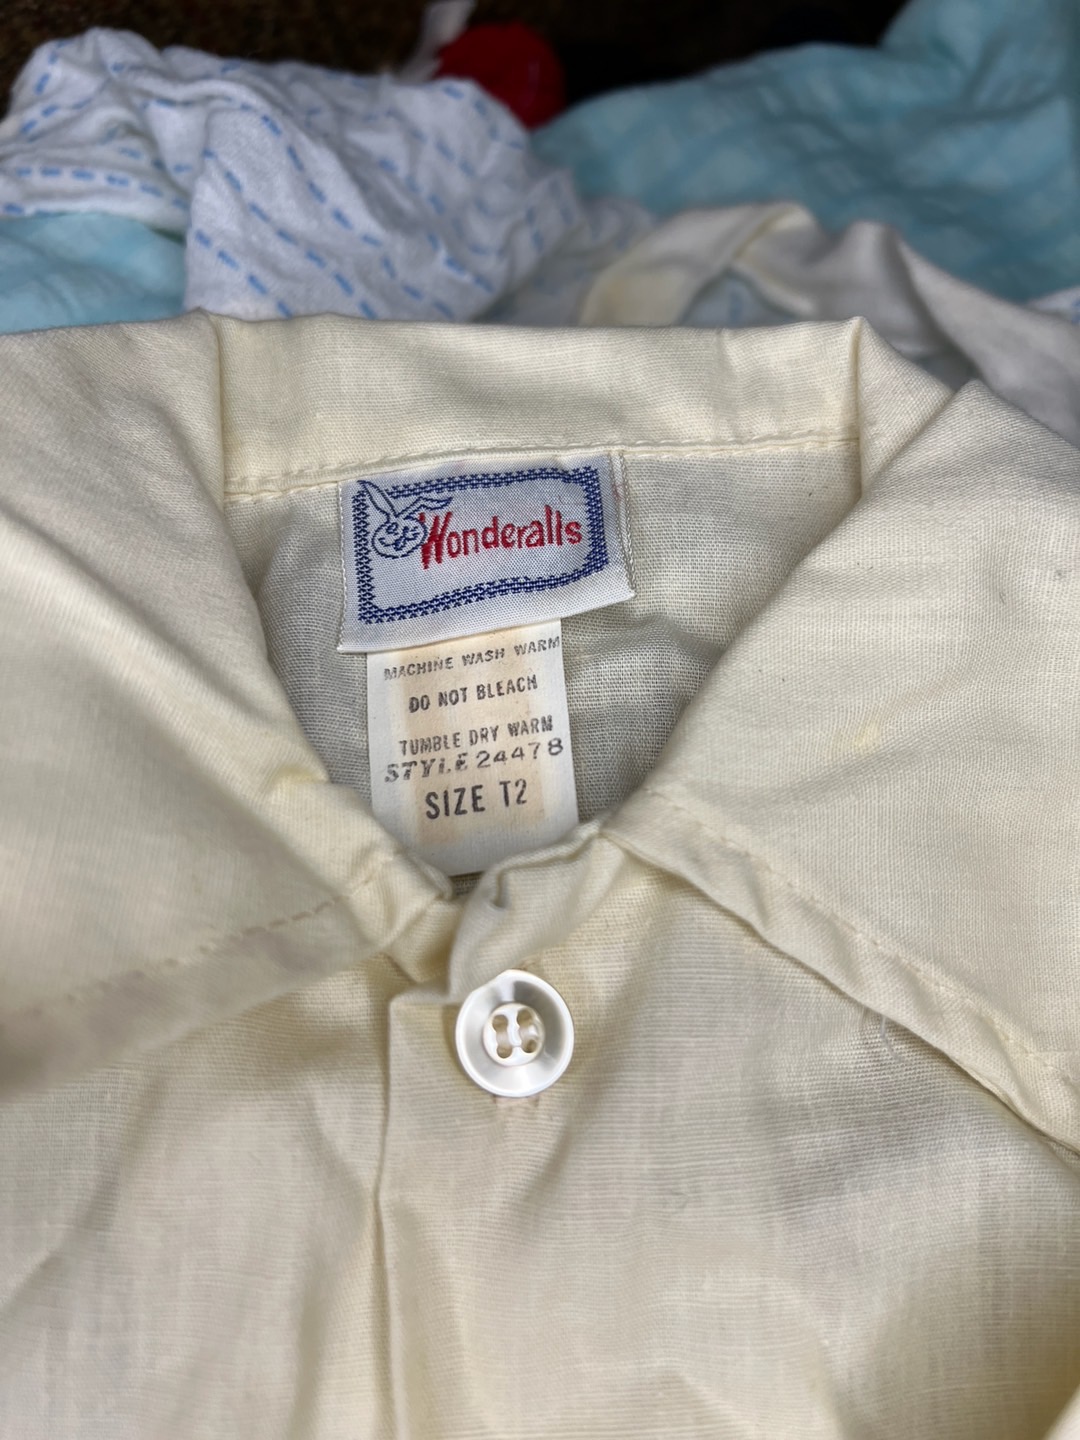 Wonderalls
MACHINE WASH WARM
DO NOT BLEACH
TUMBLE DRY WARM
STYLE 24478
SIZE T2